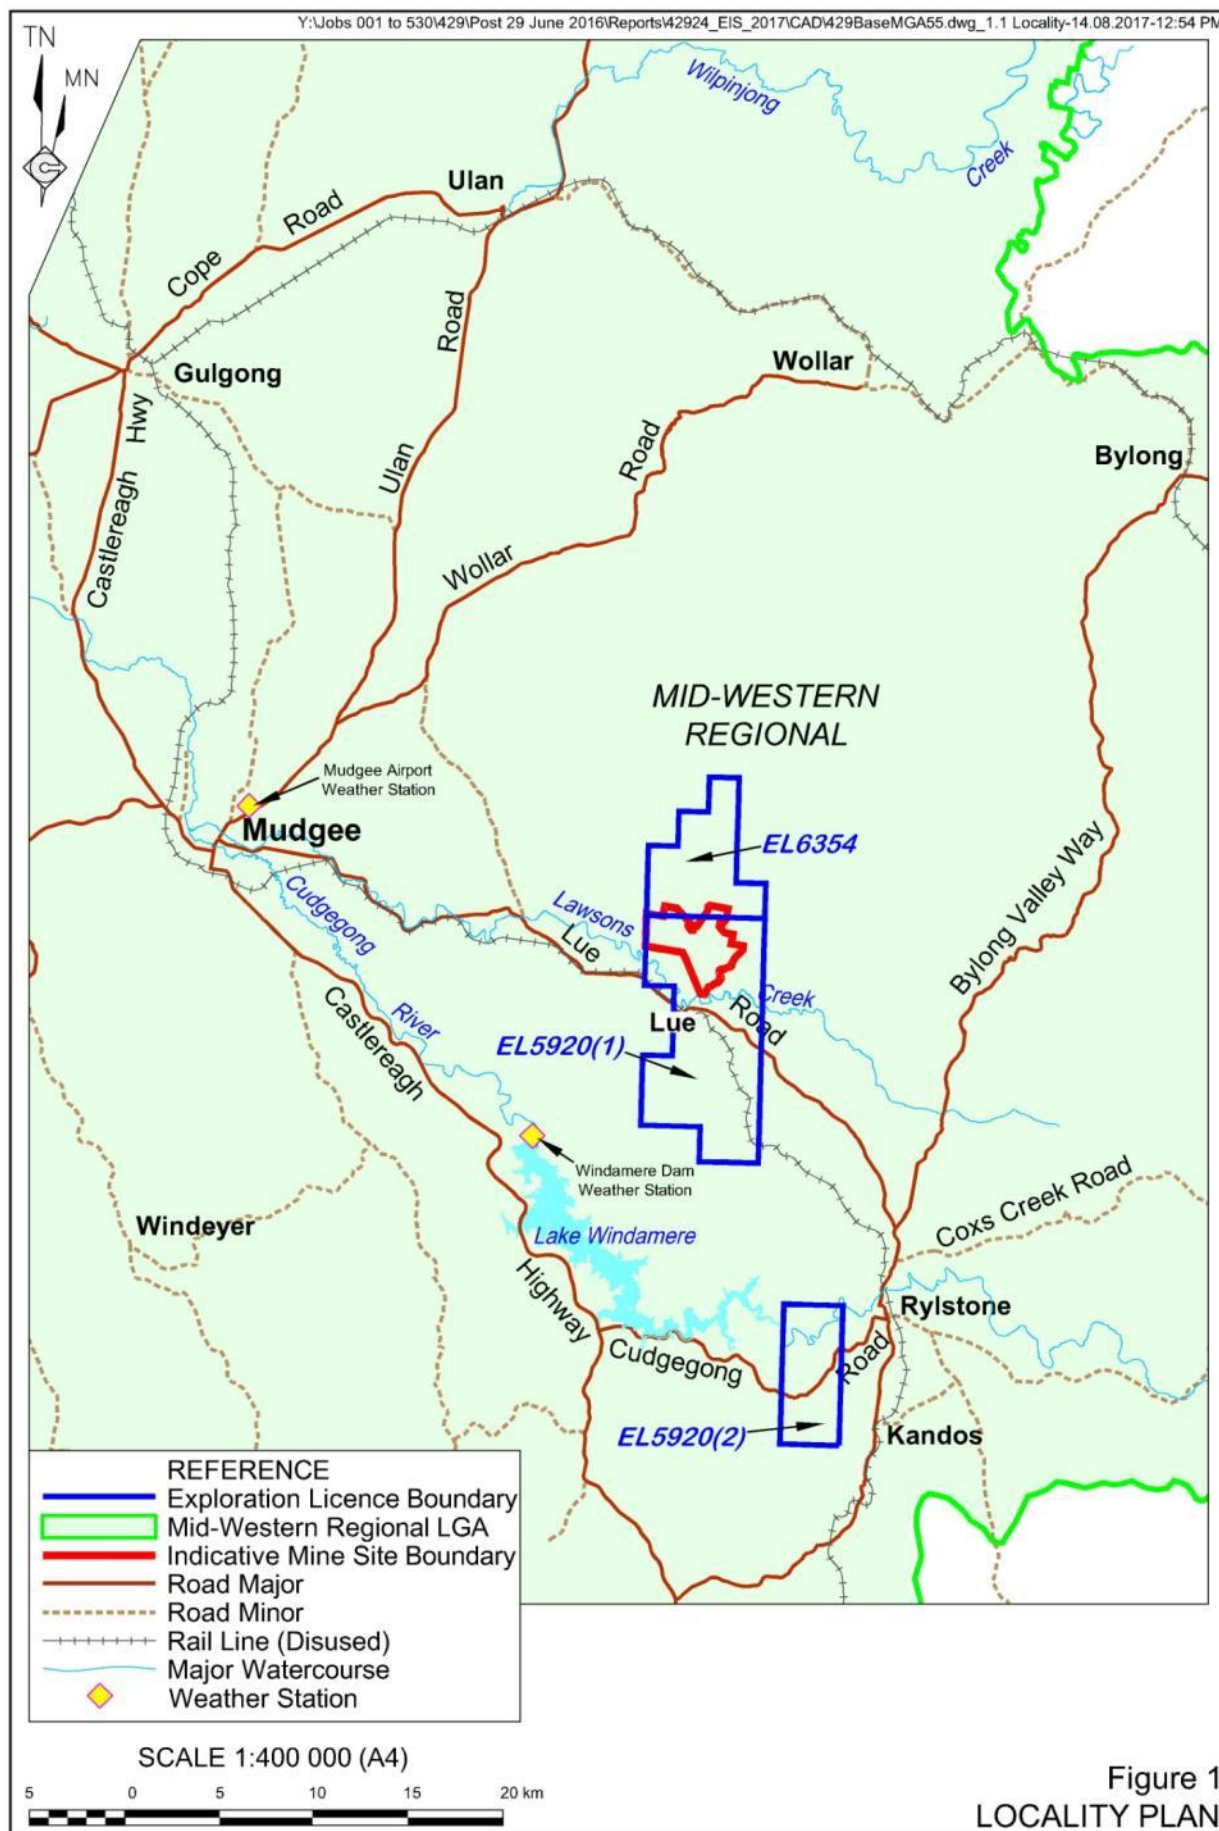 Y:\Jobs 001 to 530\429\Post 29 June 2016\Reports\42924_EIS_2017\CAD\429BaseMGA55.dwg_1.1 Locality-14.08.2017-12:54 PM
TN
MN
Wilpinjong
Creek
Ulan
Cope Road
Ulan Road
Gulgong
Wollar
Wollar Road
Castlereagh Hwy
Bylong
MID-WESTERN
REGIONAL
Mudgee Airport
Weather Station
Mudgee
EL6354
Bylong Valley Way
Cudgegong
River
Lawsons
Creek
Lue
Road
Lue
EL5920(1)
Castlereagh
Highway
Windamere Dam
Weather Station
Coxs Creek Road
Windeyer
Lake Windamere
Rylstone
Cudgegong
Road
EL5920(2)
Kandos
REFERENCE
Exploration Licence Boundary
Mid-Western Regional LGA
Indicative Mine Site Boundary
Road Major
Road Minor
Rail Line (Disused)
Major Watercourse
Weather Station
SCALE 1:400 000 (A4)
5 0 5 10 15 20 km
Figure 1
LOCALITY PLAN